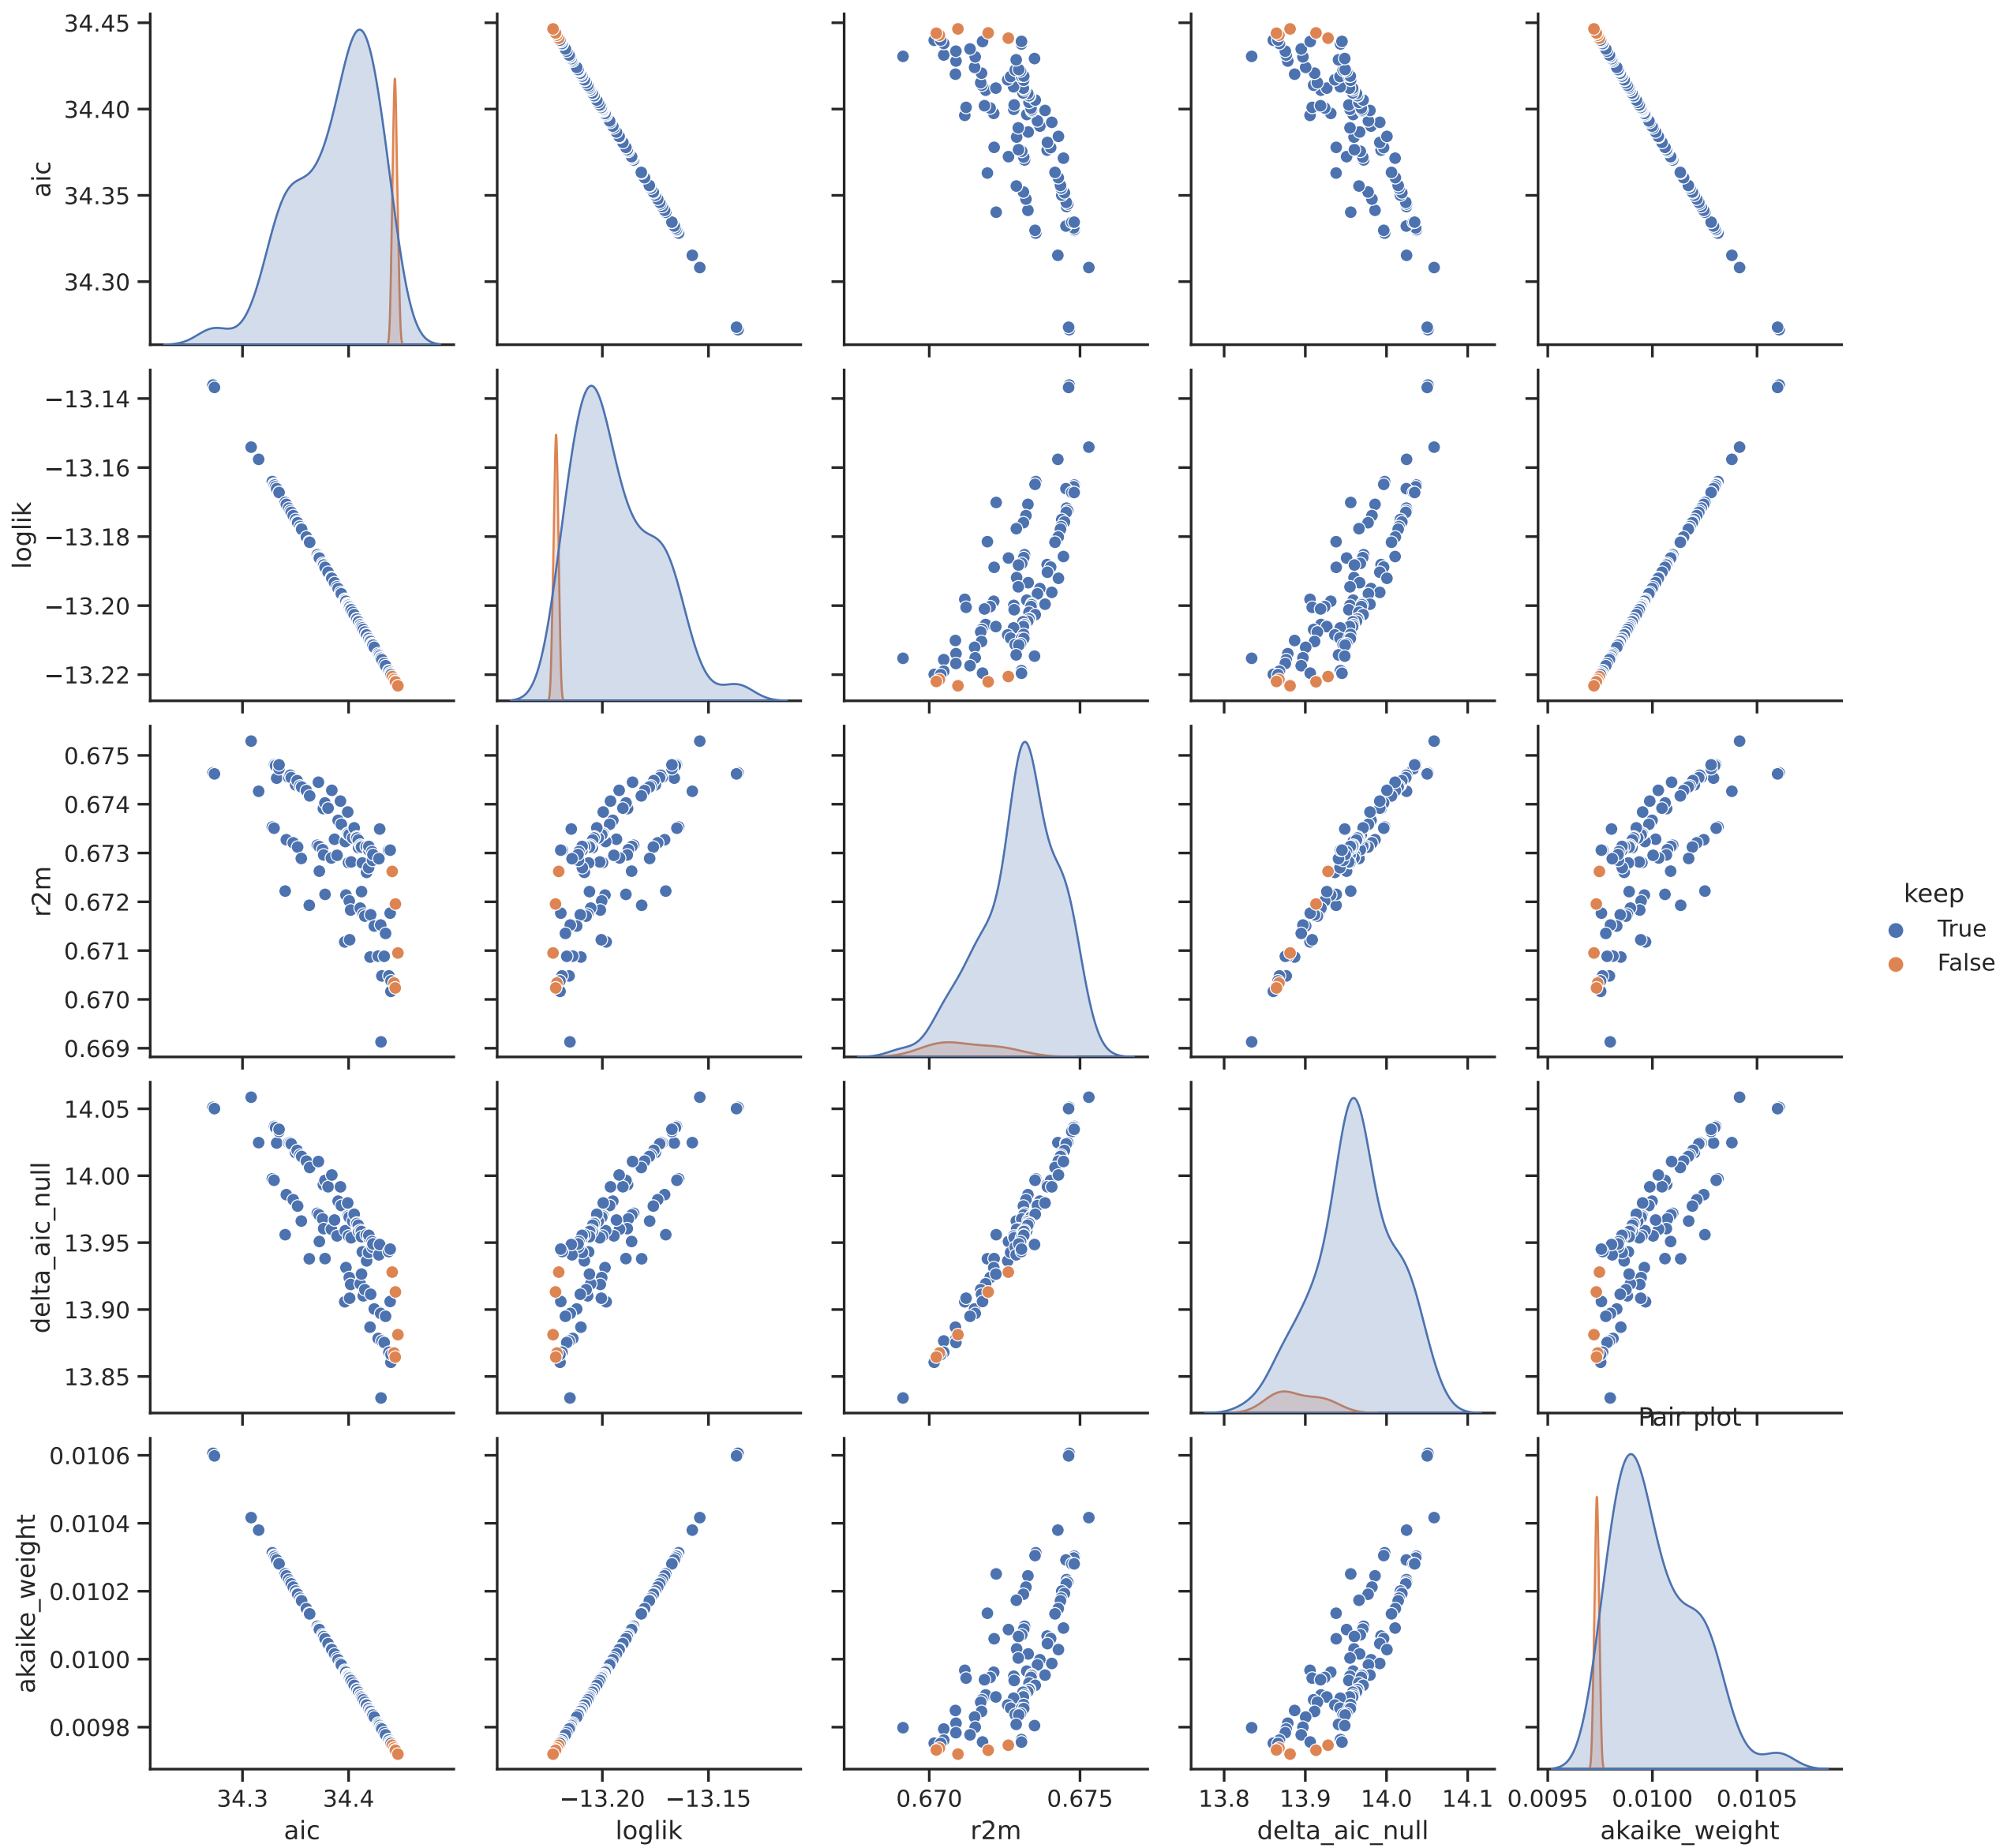 34.45
34.40
34.35
34.30
aic
−13.14
−13.16
−13.18
−13.20
−13.22
loglik
0.675
0.674
0.673
0.672
0.671
0.670
0.669
r2m
keep
True
False
14.05
14.00
13.95
13.90
13.85
delta_aic_null
Pair plot
0.0106
0.0104
0.0102
0.0100
0.0098
akaike_weight
34.3 34.4
−13.20 −13.15
0.670 0.675
13.8 13.9 14.0 14.1
0.0095 0.0100 0.0105
aic loglik r2m delta_aic_null akaike_weight